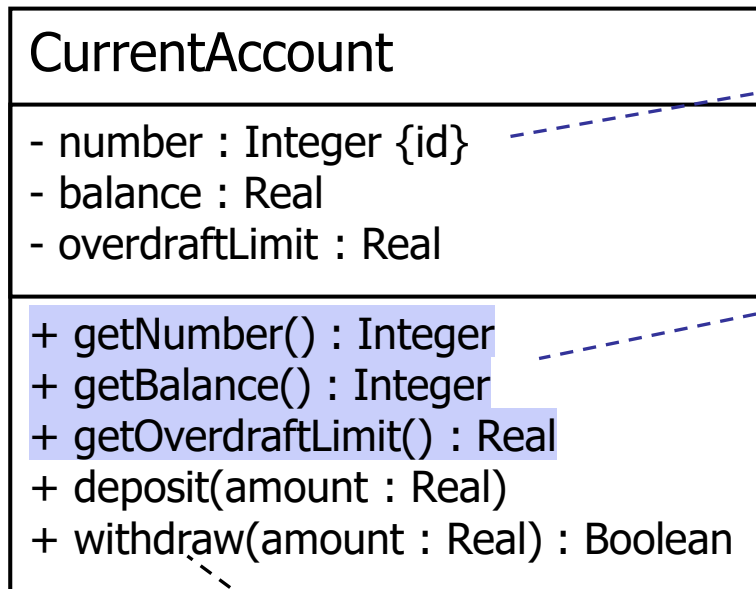 CurrentAccount
- number : Integer {id}
- balance : Real
- overdraftLimit : Real
+ getNumber() : Integer
+ getBalance() : Integer
+ getOverdraftLimit() : Real
+ deposit(amount : Real)
+ withdraw(amount : Real) : Boolean